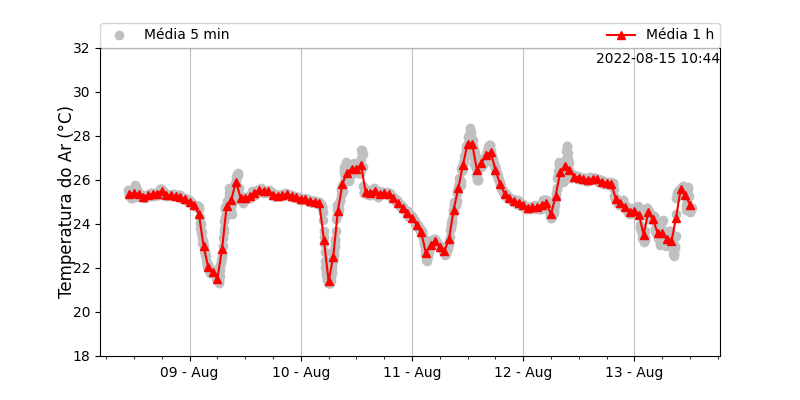 Média 5 min
Média 1 h
2022-08-15 10:44
Temperatura do Ar (°C)
32
30
28
26
24
22
20
18
09 - Aug
10 - Aug
11 - Aug
12 - Aug
13 - Aug